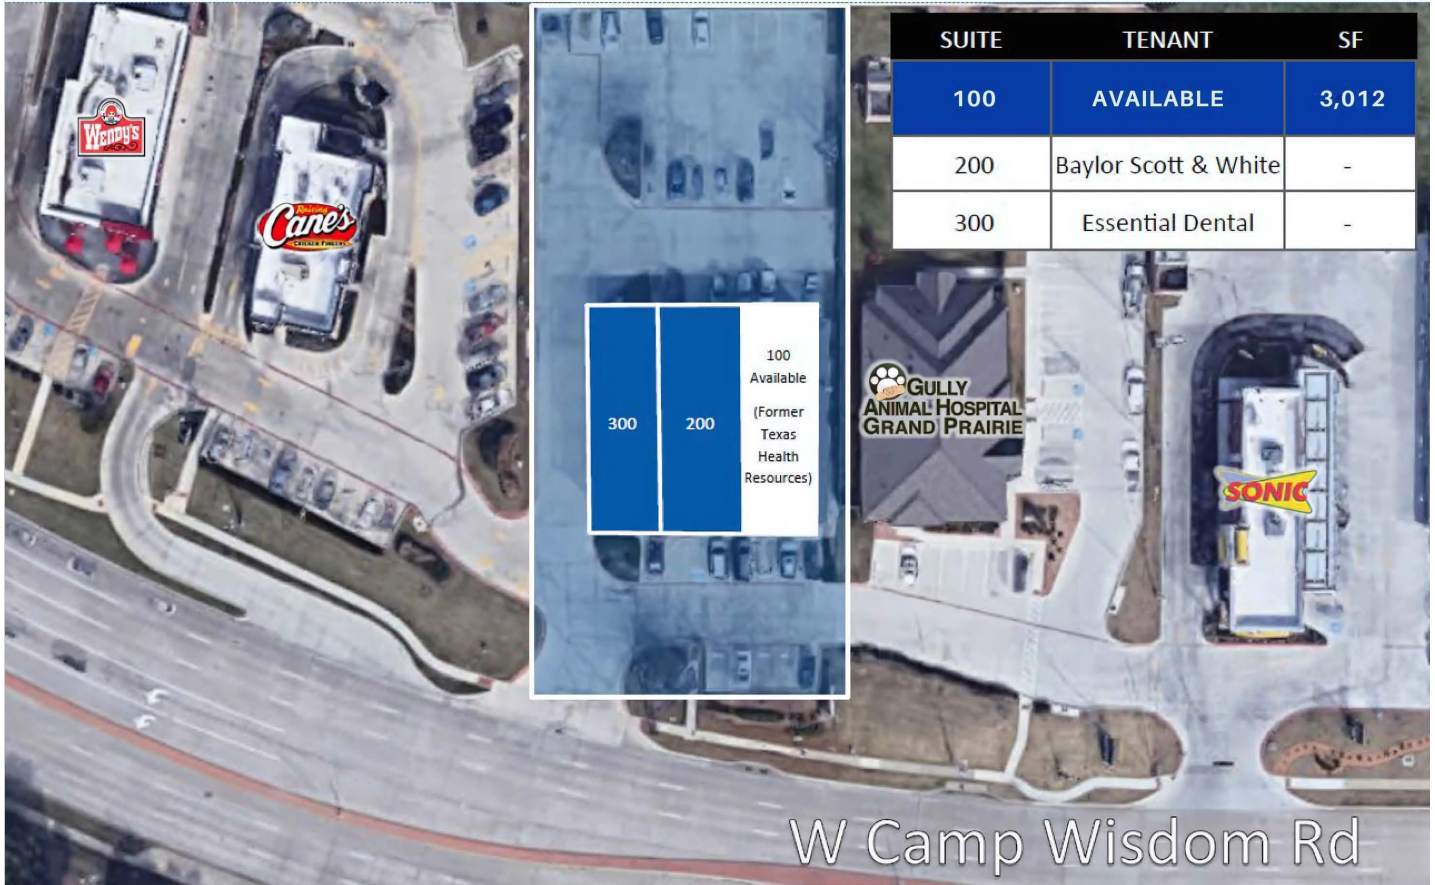 SUITE TENANT SF
100 AVAILABLE 3,012
200 Baylor Scott & White -
300 Essential Dental -
WENDY'S
Raising
Cane's
CHICKEN FINGERS
300
200
100
Available
(Former
Texas
Health
Resources)
GULLY
ANIMAL HOSPITAL
GRAND PRAIRIE
SONIC
W Camp Wisdom Rd